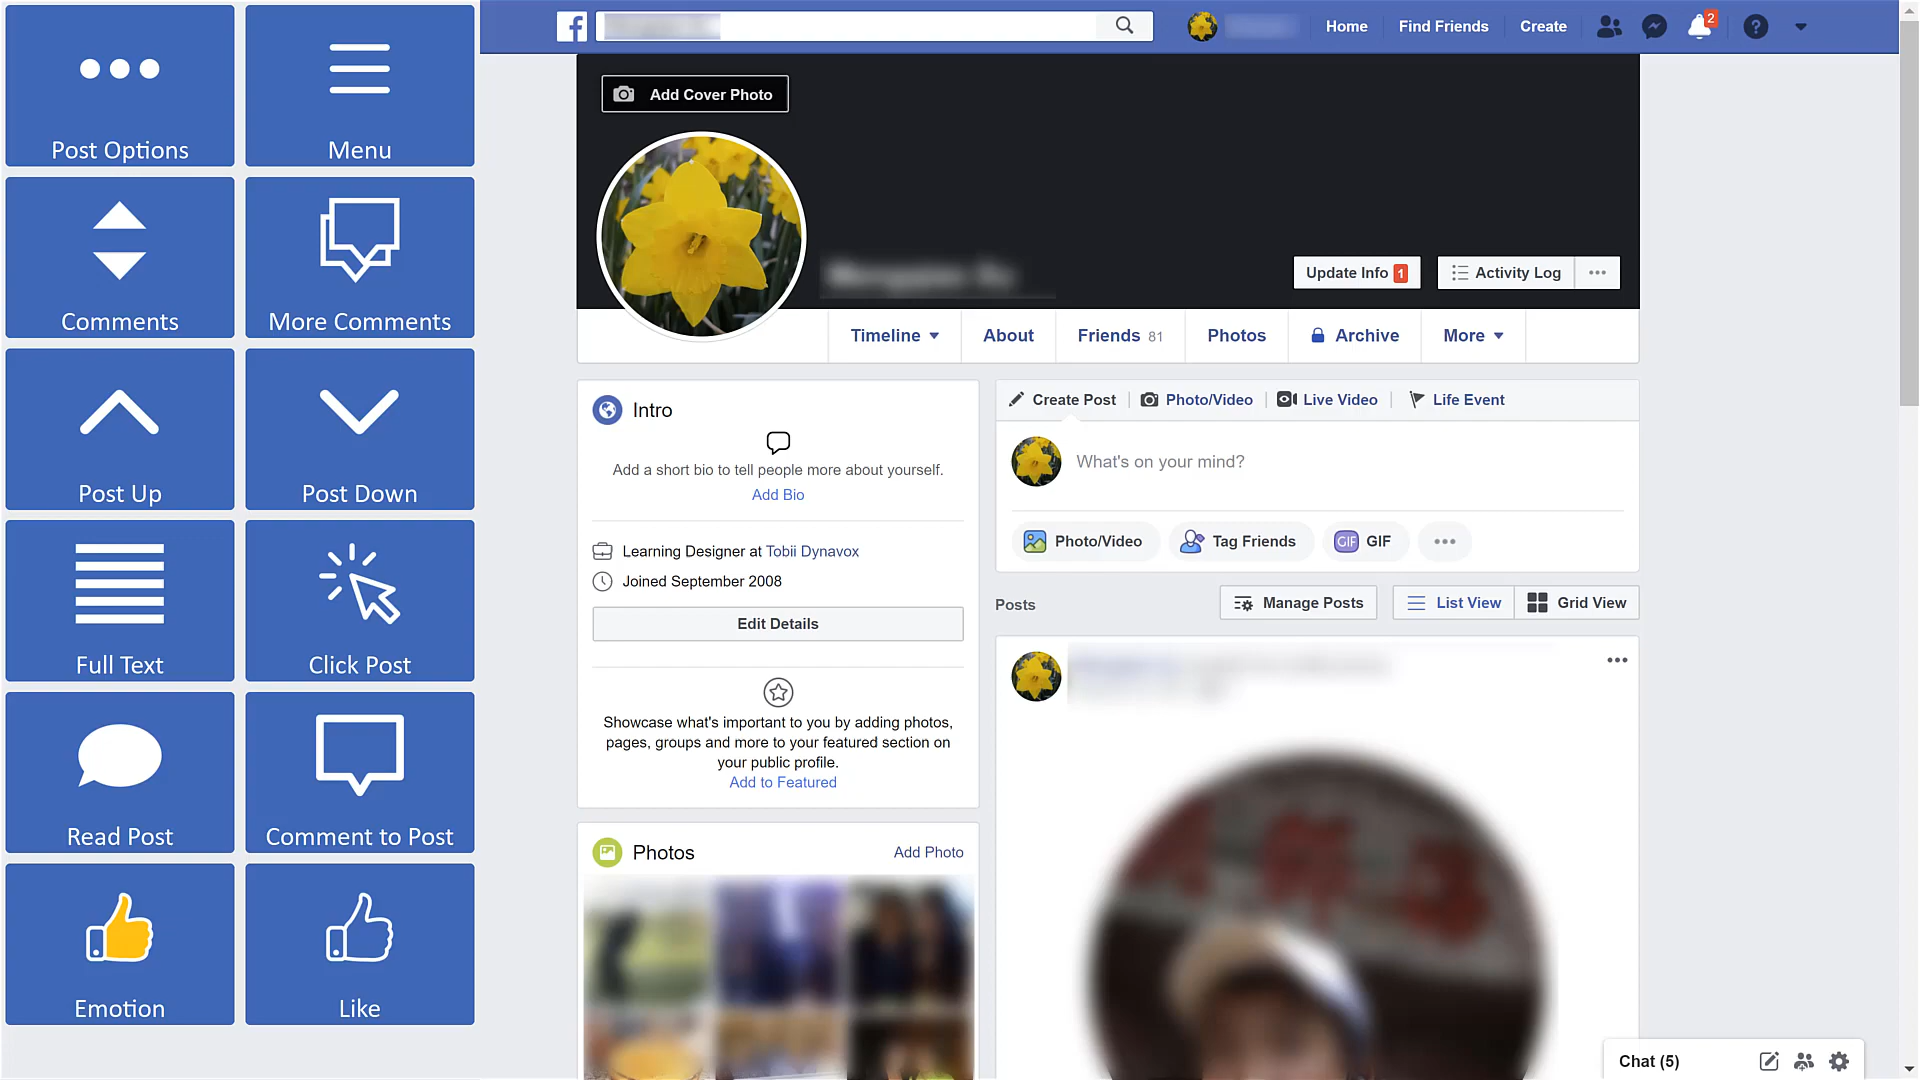 Post Options
Menu
Comments
More Comments
Post Up
Post Down
Full Text
Click Post
Read Post
Comment to Post
Emotion
Like
Home
Find Friends
Create
2
Add Cover Photo
Update Info 1
Activity Log
Timeline
About
Friends 81
Photos
Archive
More
Intro
Add a short bio to tell people more about yourself.
Add Bio
Learning Designer at Tobii Dynavox
Joined September 2008
Edit Details
Showcase what's important to you by adding photos,
pages, groups and more to your featured section on
your public profile.
Add to Featured
Photos
Add Photo
Create Post
Photo/Video
Live Video
Life Event
What's on your mind?
Photo/Video
Tag Friends
GIF GIF
Posts
Manage Posts
List View
Grid View
Chat (5)